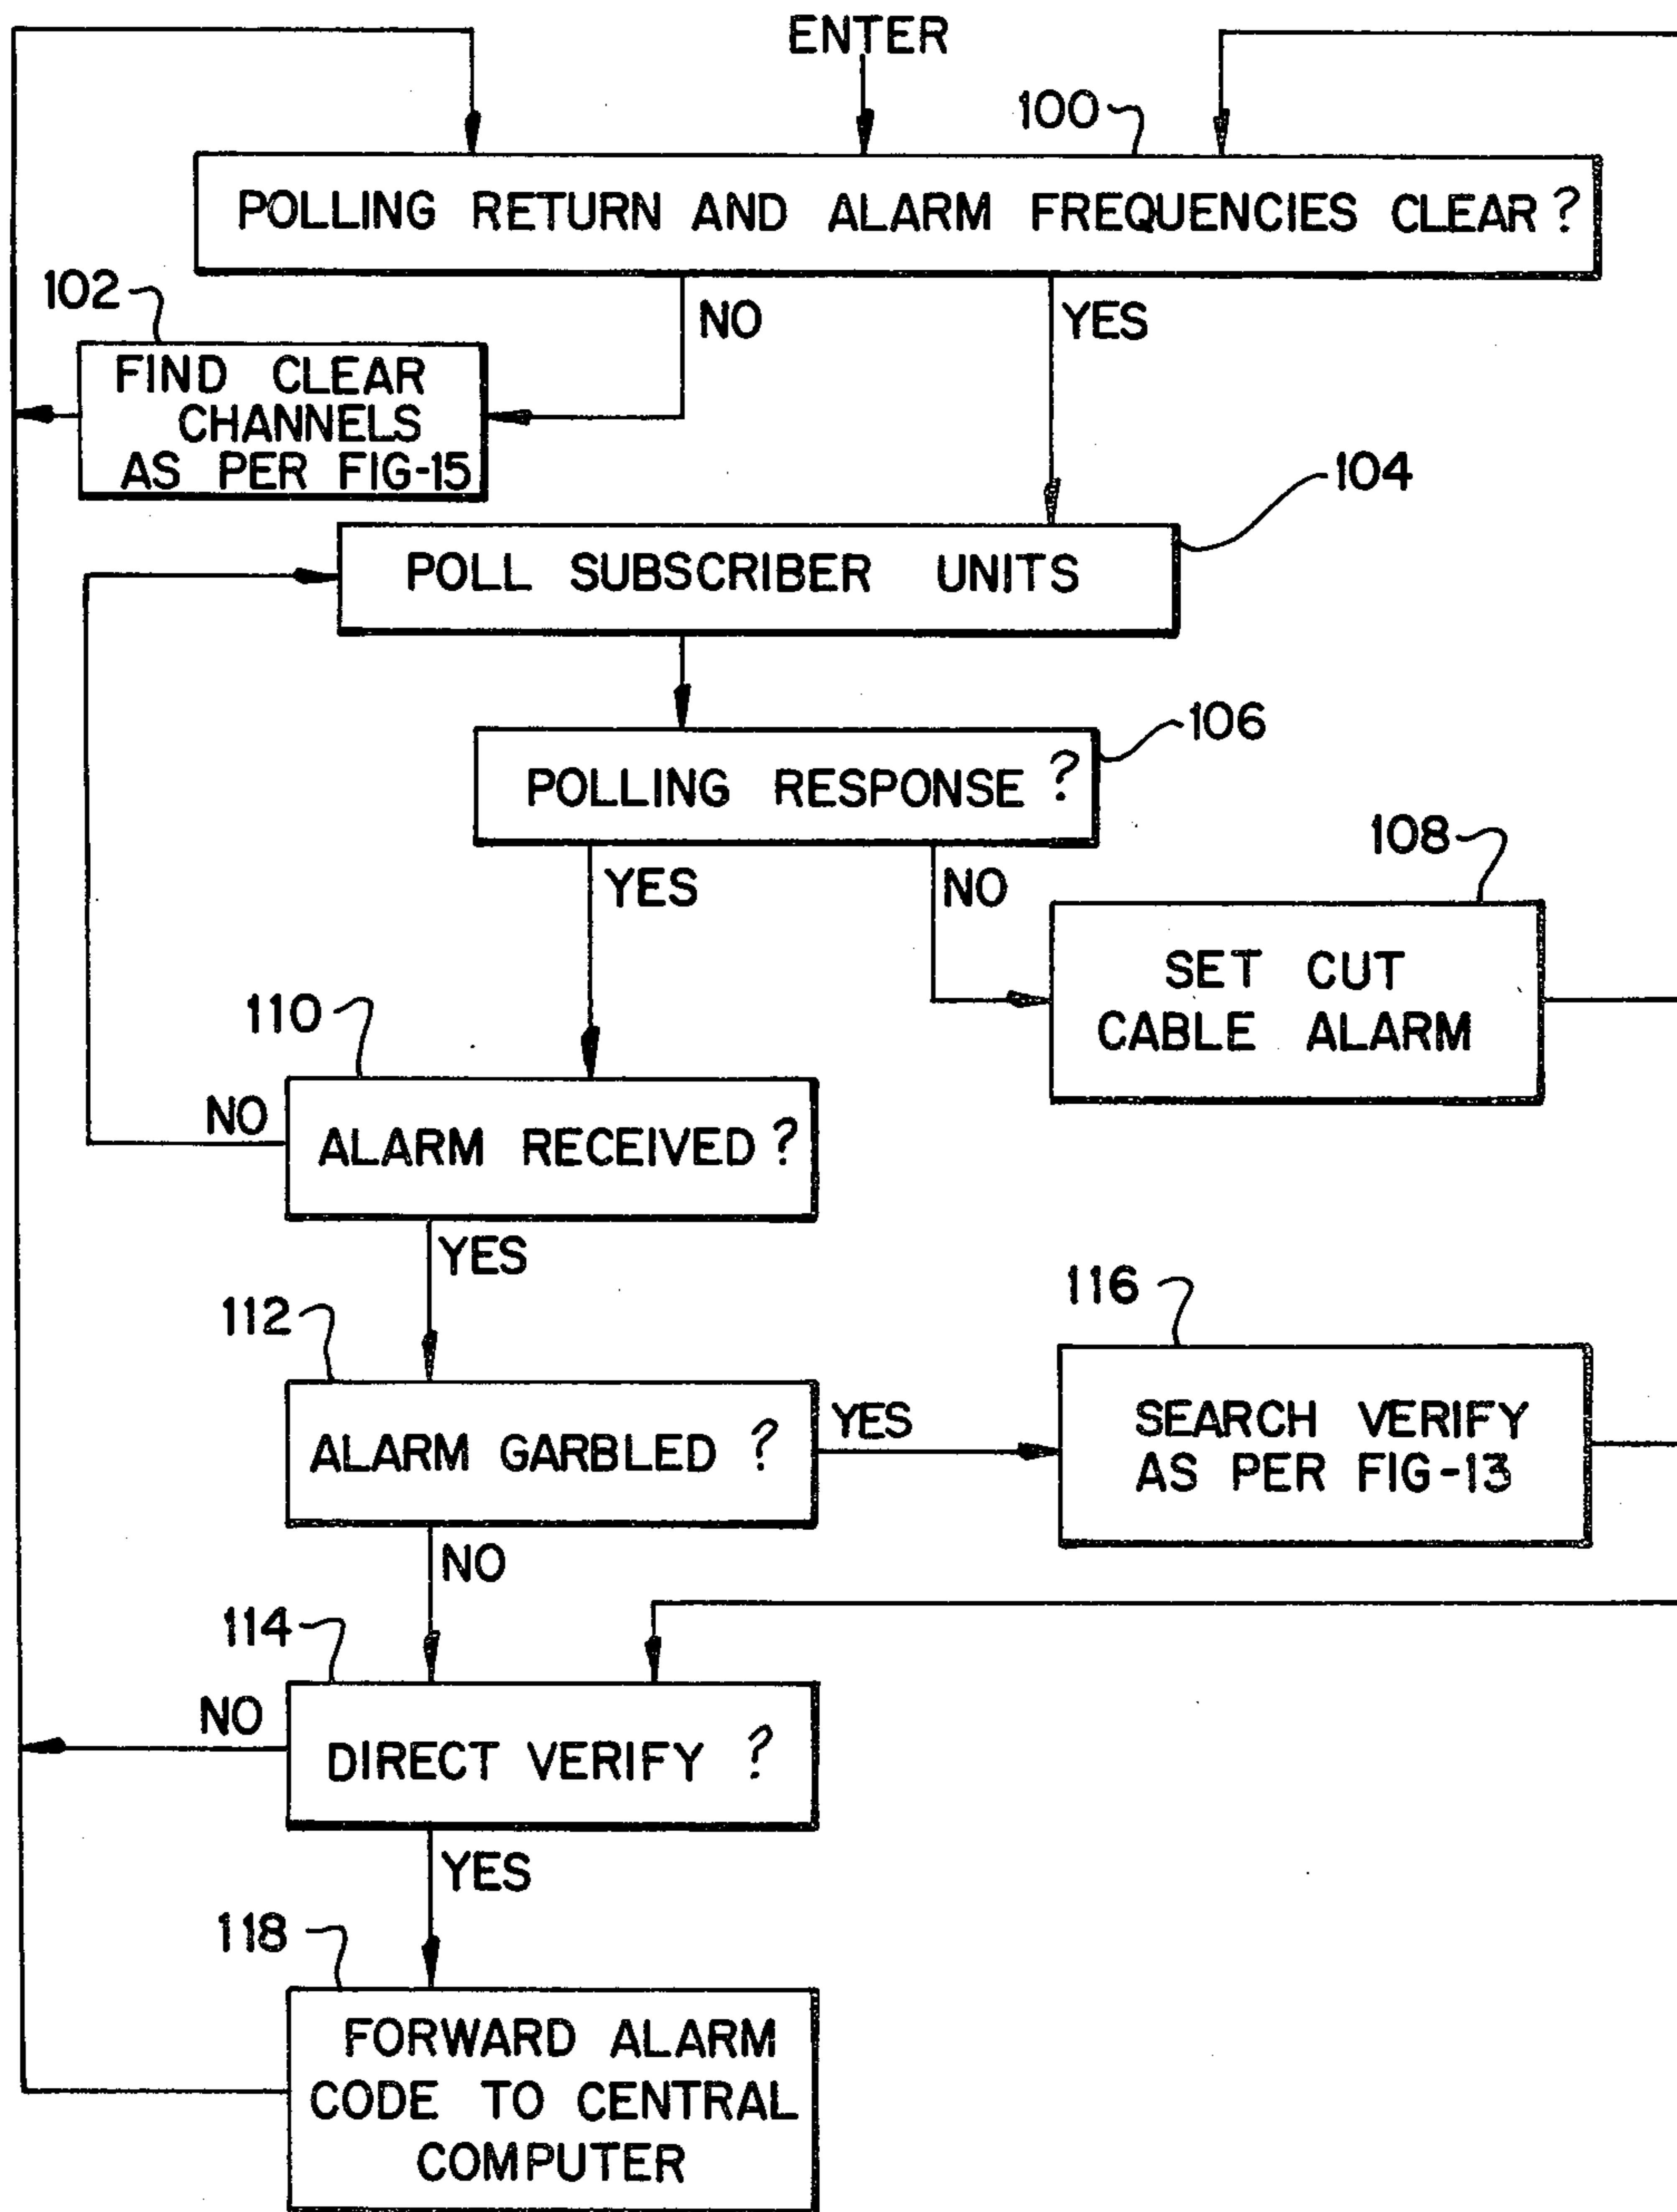 ENTER
100
POLLING RETURN AND ALARM FREQUENCIES CLEAR ?
102
NO
YES
FIND CLEAR
CHANNELS
AS PER FIG-15
104
POLL SUBSCRIBER UNITS
106
POLLING RESPONSE ?
108
YES
NO
SET CUT
CABLE ALARM
110
NO
ALARM RECEIVED ?
YES
116
112
ALARM GARBLED ?
YES
SEARCH VERIFY
AS PER FIG-13
NO
114
NO
DIRECT VERIFY ?
YES
118
FORWARD ALARM
CODE TO CENTRAL
COMPUTER